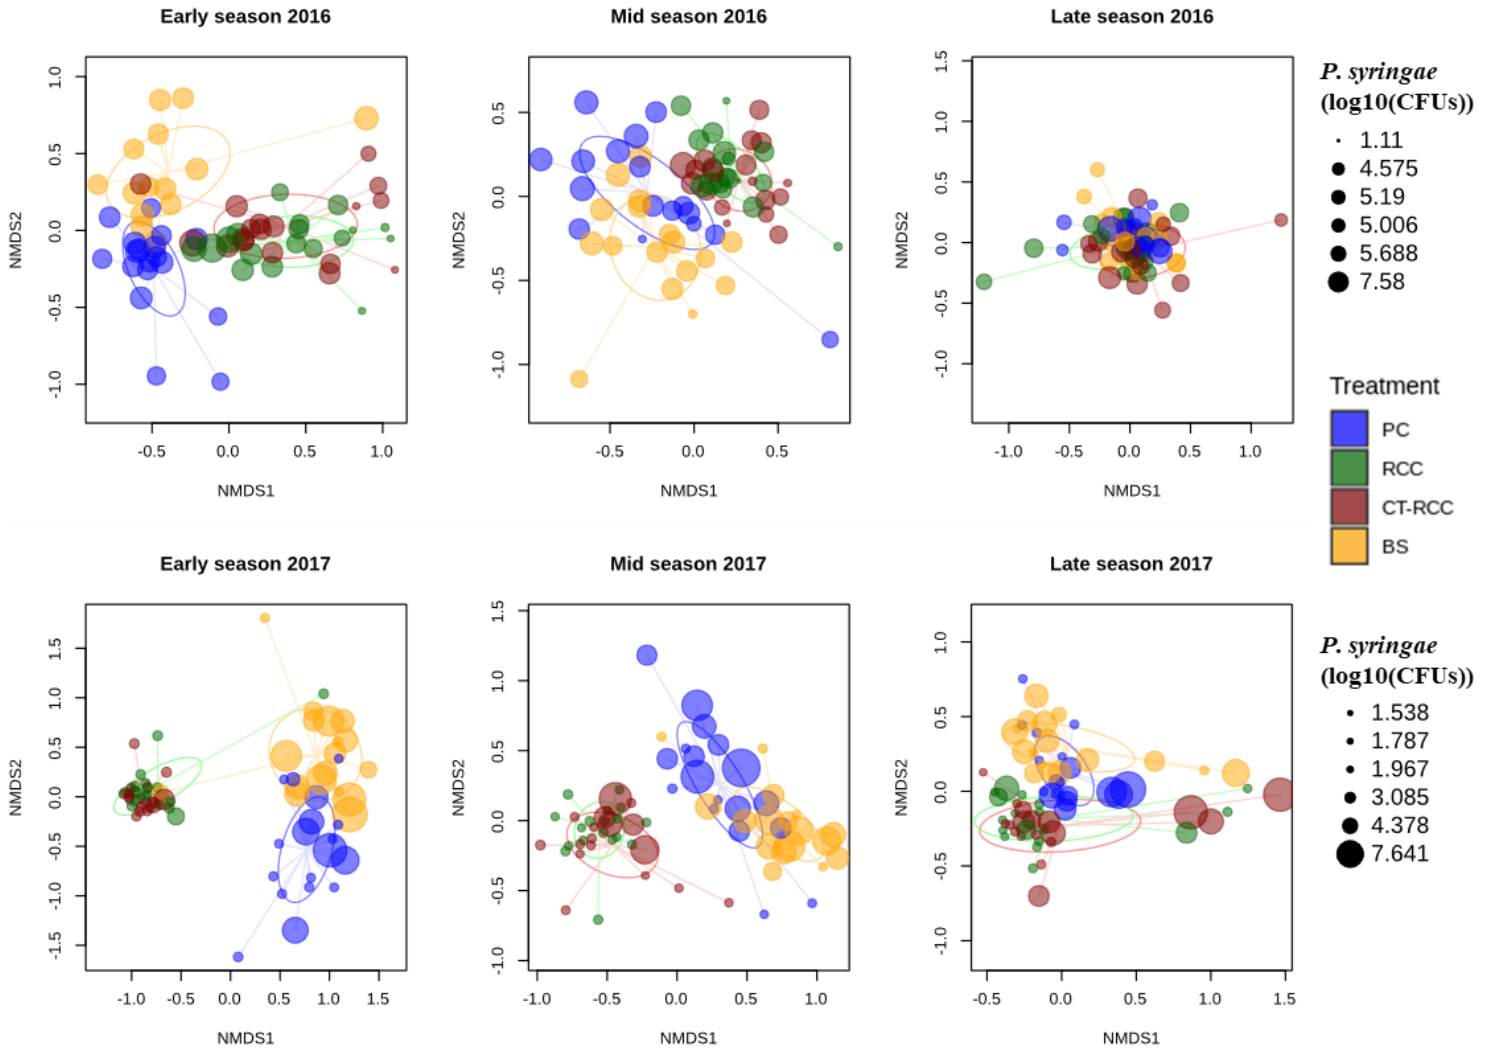 Early season 2016
Mid season 2016
Late season 2016
1.0
0.5
0.0
-0.5
-1.0
NMDS2
-0.5
0.0
0.5
1.0
NMDS1
0.5
0.0
-0.5
-1.0
NMDS2
-0.5
0.0
0.5
NMDS1
1.5
1.0
0.5
0.0
-0.5
-1.0
NMDS2
-1.0
-0.5
0.0
0.5
1.0
NMDS1
P. syringae
(log10(CFUs))
1.11
4.575
5.19
5.006
5.688
7.58
Treatment
PC
RCC
CT-RCC
BS
Early season 2017
Mid season 2017
Late season 2017
1.5
1.0
0.5
0.0
-0.5
-1.0
-1.5
NMDS2
-1.0
-0.5
0.0
0.5
1.0
1.5
NMDS1
1.5
1.0
0.5
0.0
-0.5
-1.0
NMDS2
-1.0
-0.5
0.0
0.5
1.0
NMDS1
1.0
0.5
0.0
-0.5
-1.0
NMDS2
-0.5
0.0
0.5
1.0
1.5
NMDS1
P. syringae
(log10(CFUs))
1.538
1.787
1.967
3.085
4.378
7.641